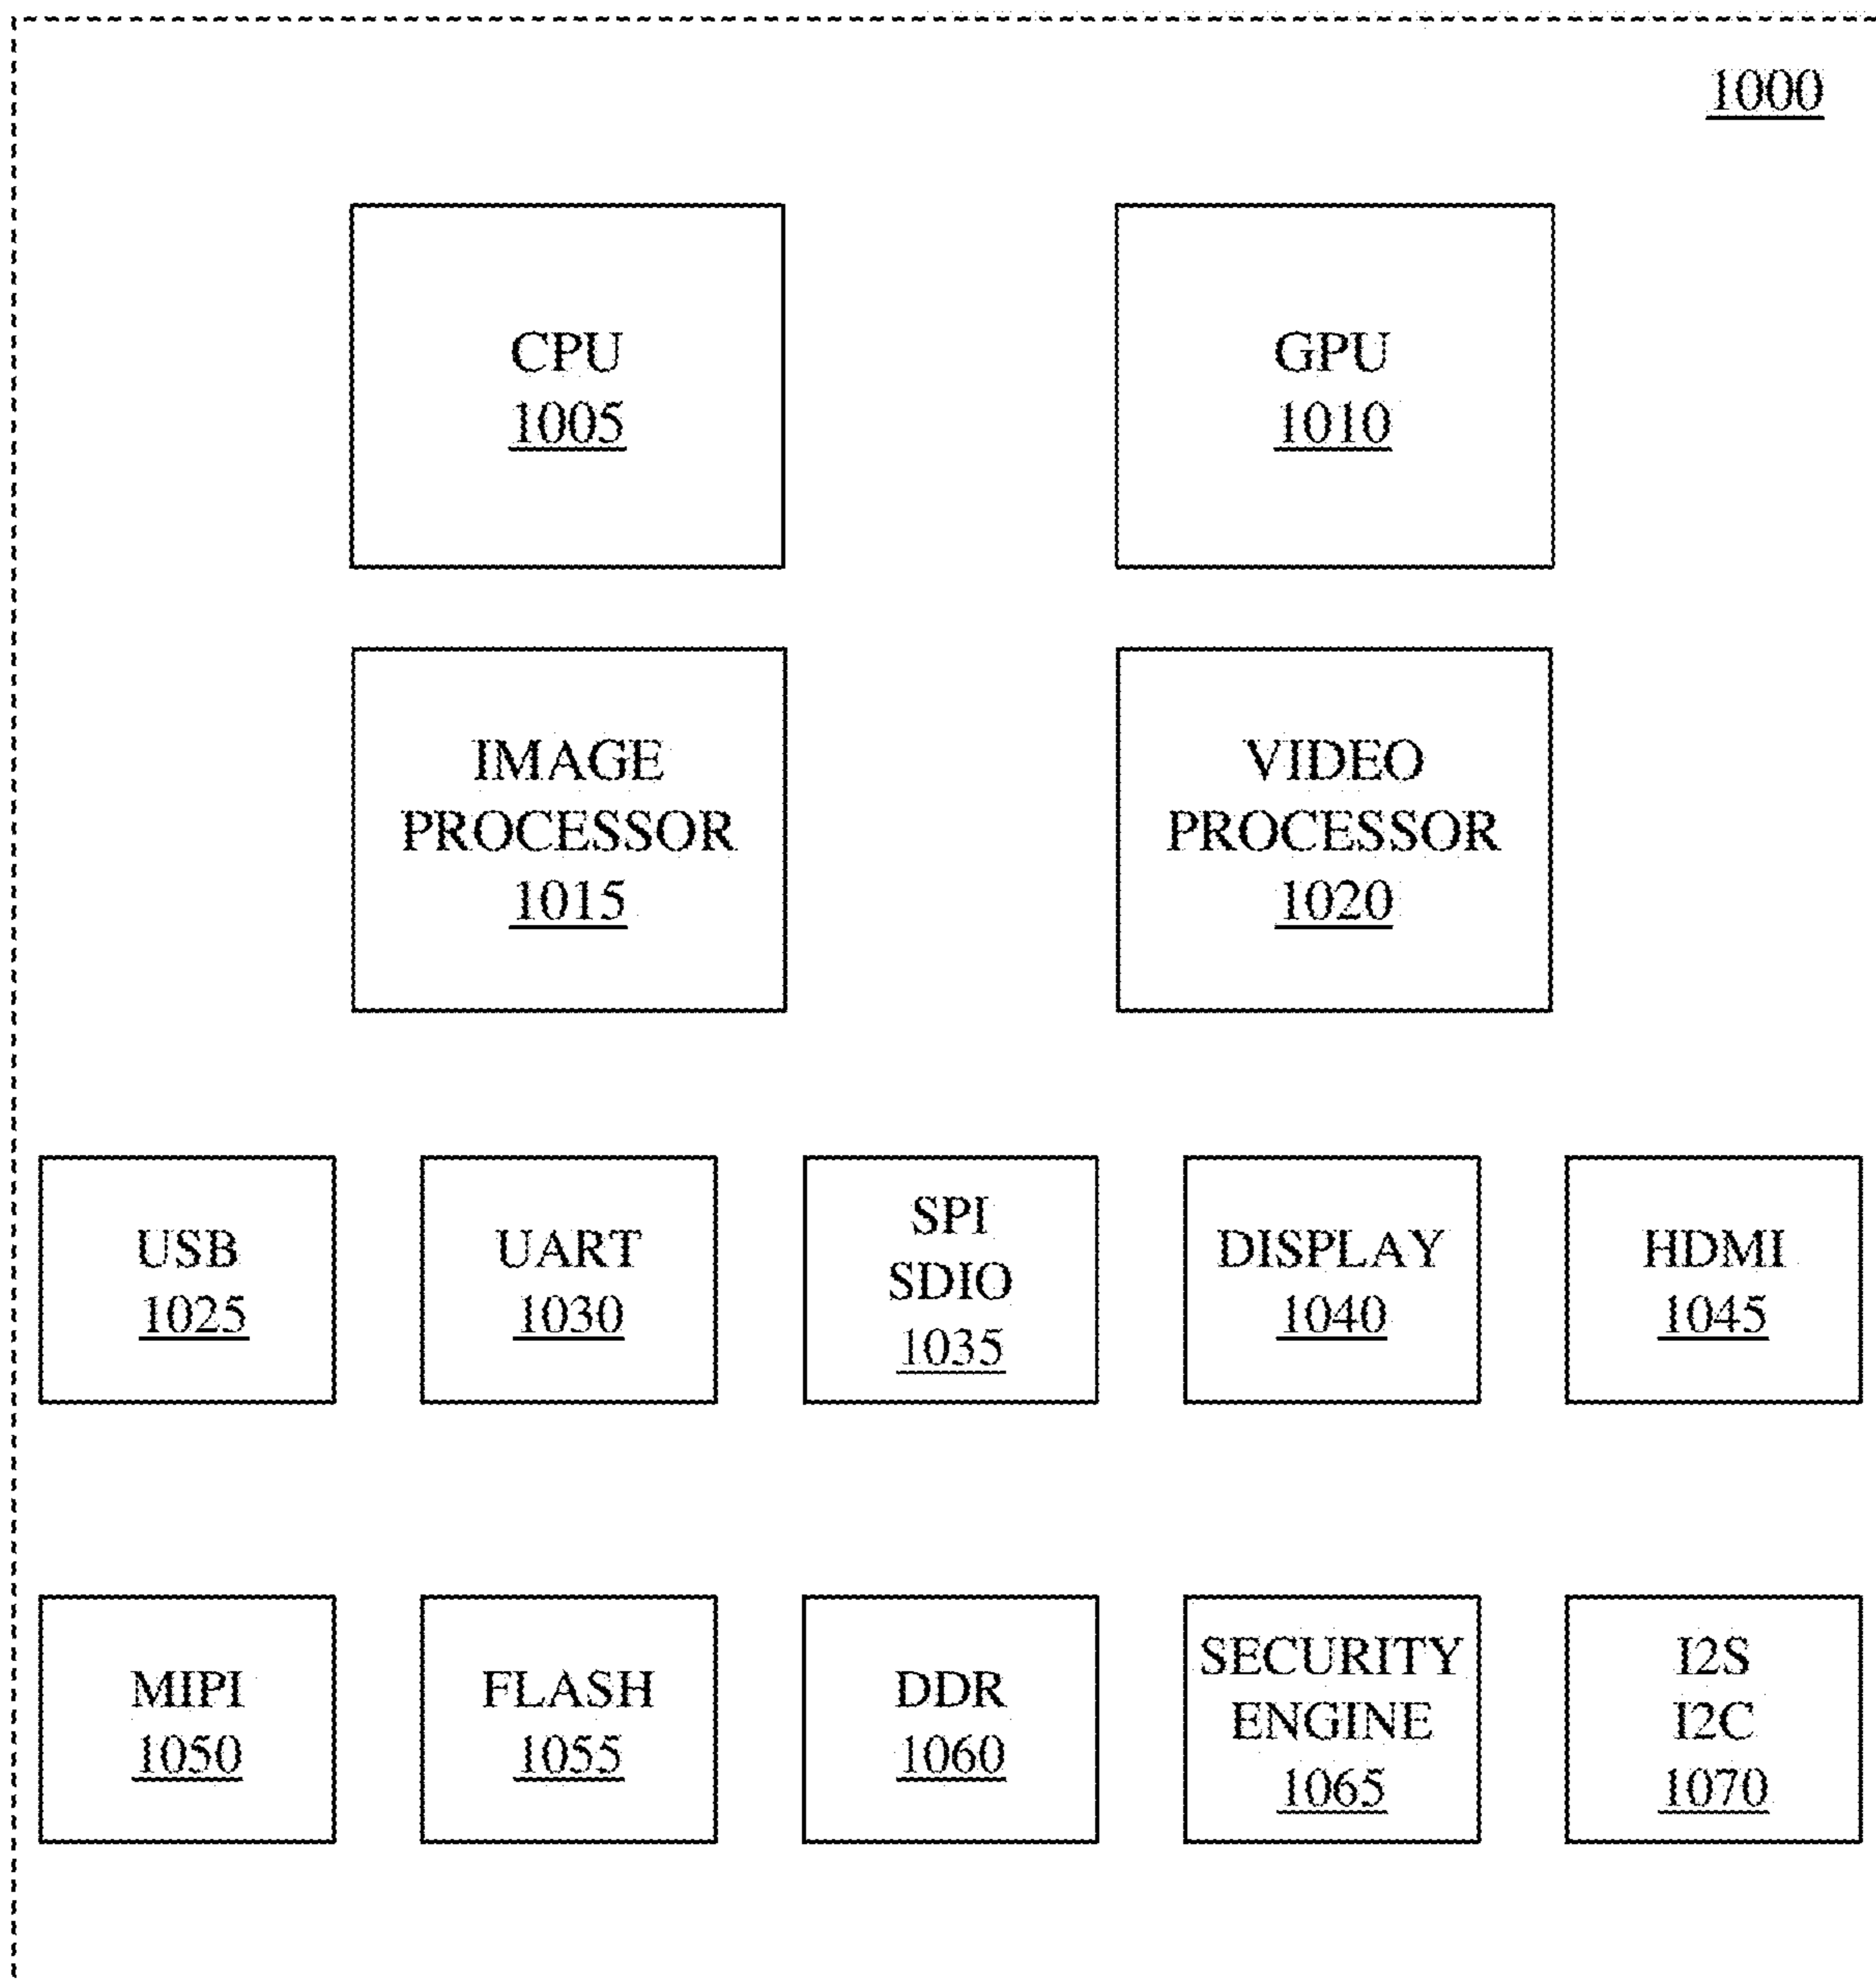 1000
CPU
1005
GPU
1010
IMAGE
PROCESSOR
1015
VIDEO
PROCESSOR
1020
USB
1025
UART
1030
SPI
SDIO
1035
DISPLAY
1040
HDMI
1045
MIPI
1050
FLASH
1055
DDR
1060
SECURITY
ENGINE
1065
I2S
I2C
1070